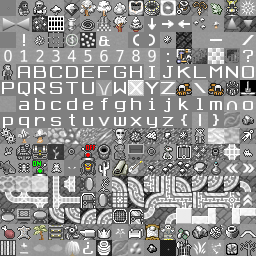 ! $ & ( )
/
0123456789: ?
ABCDEFGHIJKLMNO
PQRSTUVWXYZ
abcdefghijklmno
pqrstuvwxyz{|}